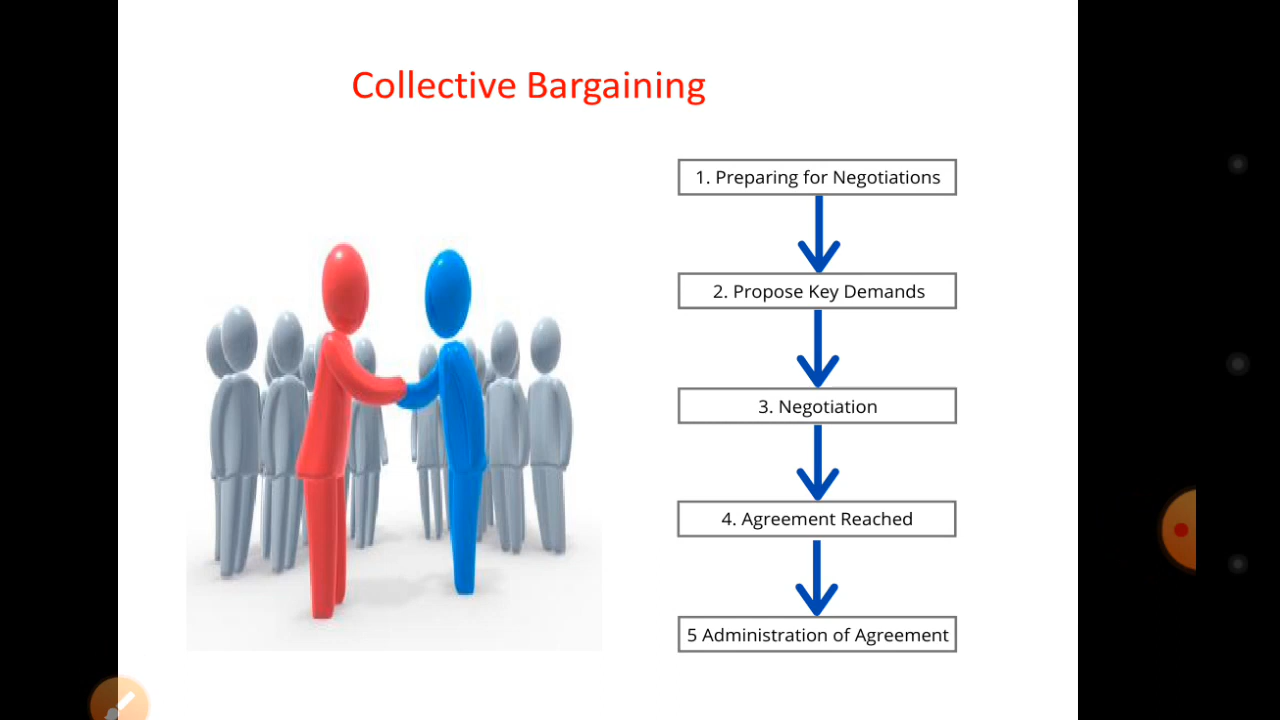 Collective Bargaining
1. Preparing for Negotiations
2. Propose Key Demands
3. Negotiation
4. Agreement Reached
5 Administration of Agreement